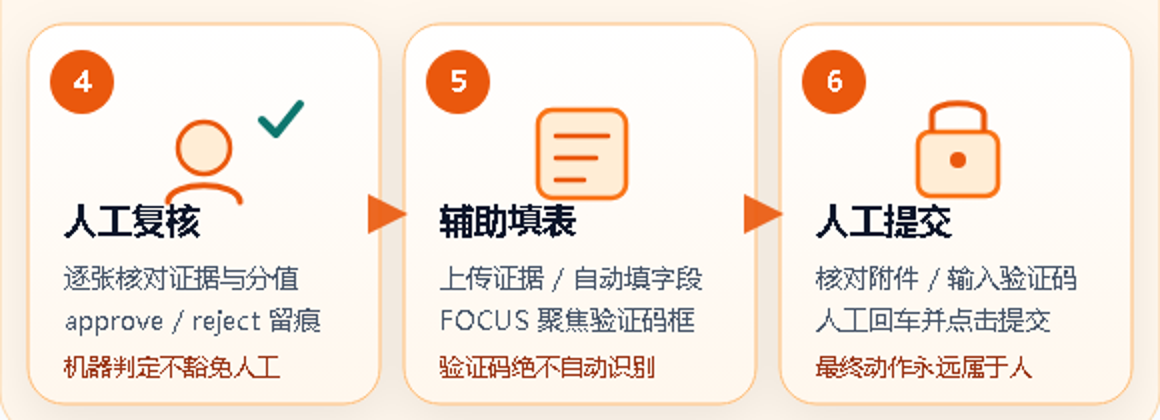 4
人工复核
逐张核对证据与分值
approve / reject 留痕
机器判定不豁免人工
5
辅助填表
上传证据 / 自动填字段
FOCUS 聚焦验证码框
验证码绝不自动识别
6
人工提交
核对附件 / 输入验证码
人工回车并点击提交
最终动作永远属于人